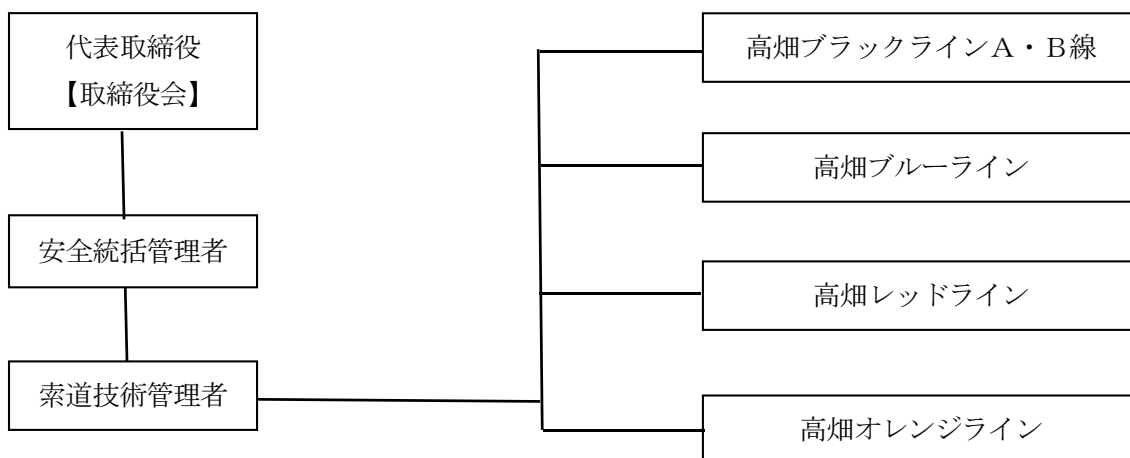 代表取締役
【取締役会】
安全統括管理者
索道技術管理者
高畑ブラックラインＡ・Ｂ線
高畑ブルーライン
高畑レッドライン
高畑オレンジライン